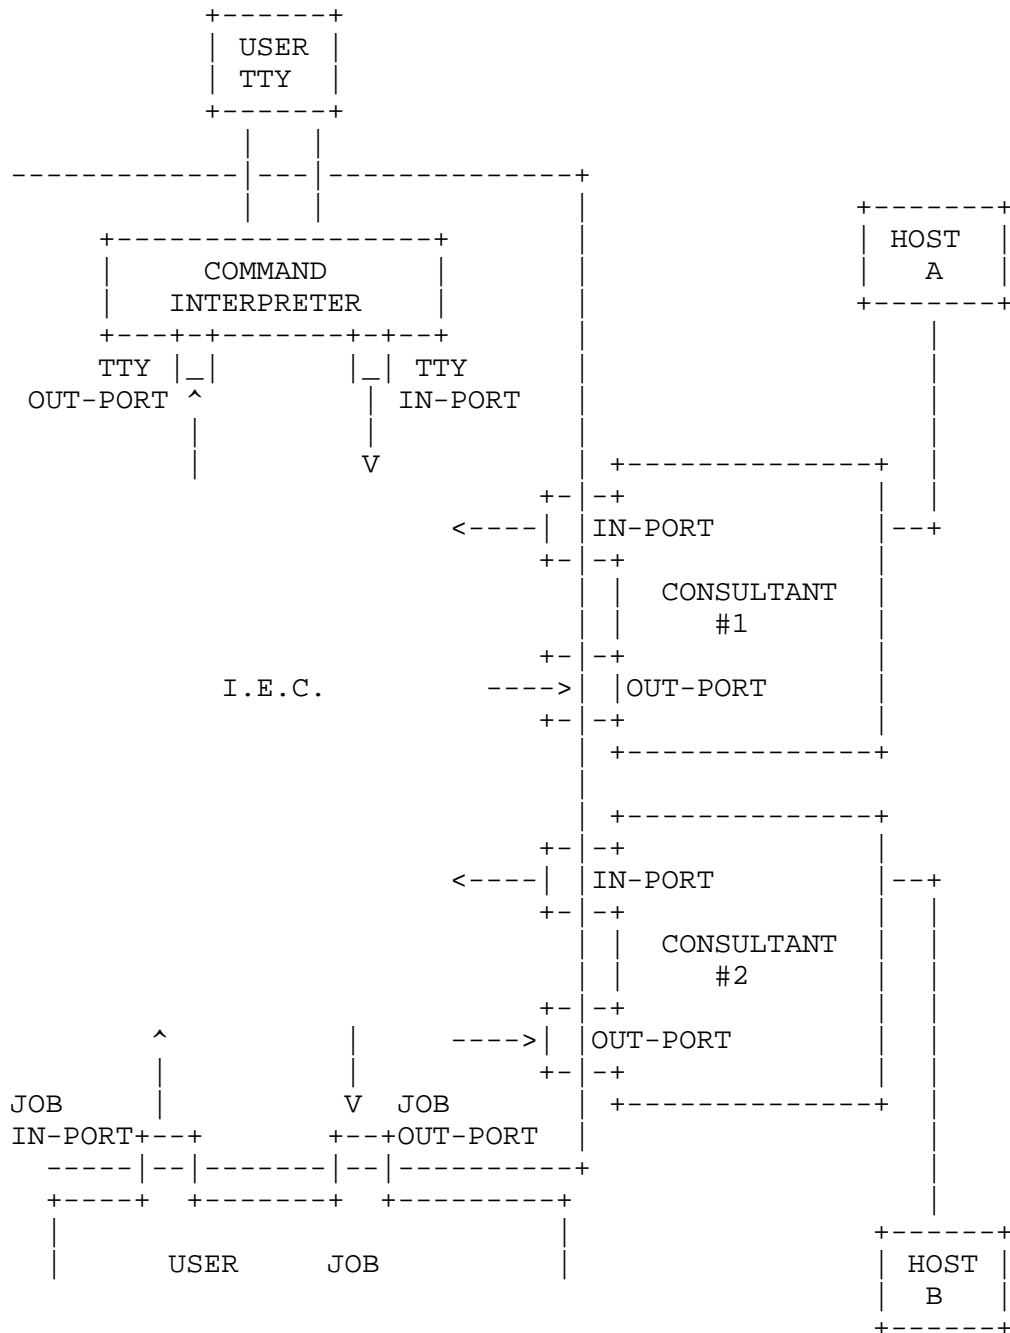 USER
TTY
HOST
A
COMMAND
INTERPRETER
TTY TTY
OUT-PORT IN-PORT
IN-PORT
CONSULTANT
#1
I.E.C. OUT-PORT
IN-PORT
CONSULTANT
#2
OUT-PORT
JOB JOB
IN-PORT OUT-PORT
USER JOB
HOST
B